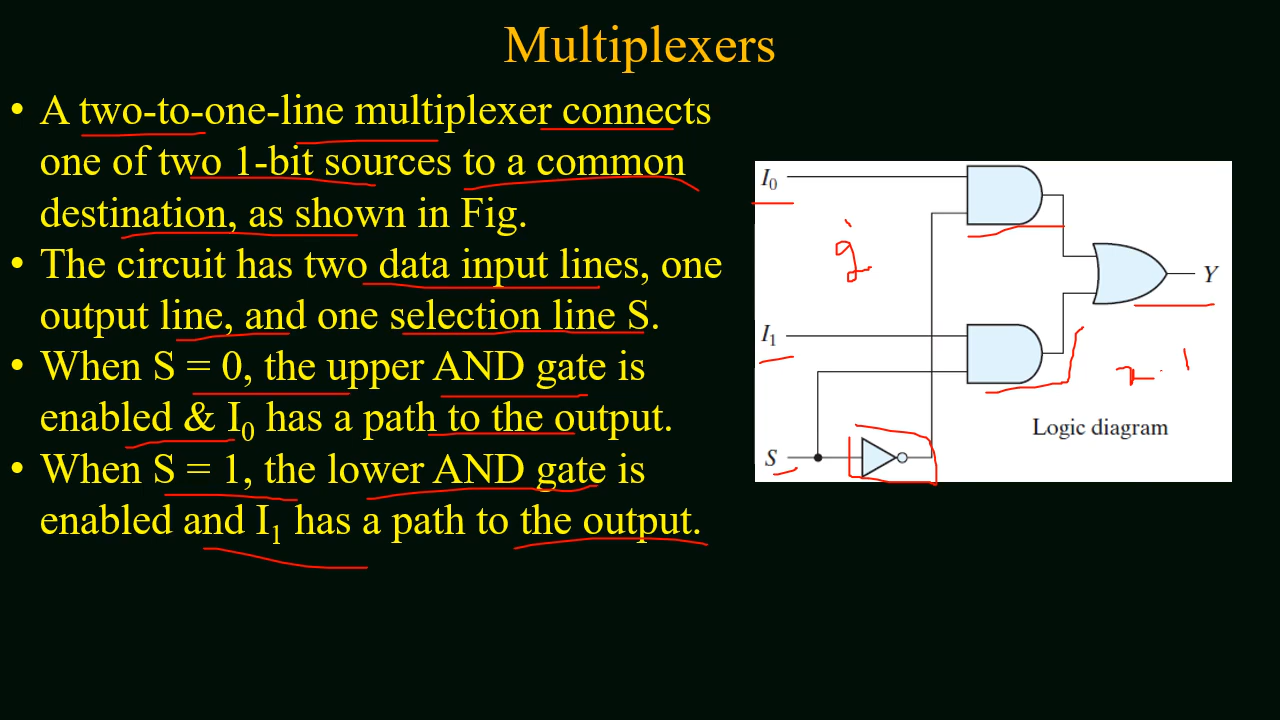 Multiplexers
• A two-to-one-line multiplexer connects
one of two 1-bit sources to a common
destination, as shown in Fig.
• The circuit has two data input lines, one
output line, and one selection line S.
• When S = 0, the upper AND gate is
enabled & I₀ has a path to the output.
• When S = 1, the lower AND gate is
enabled and I₁ has a path to the output.
I₀
I₁
S
Y
Logic diagram